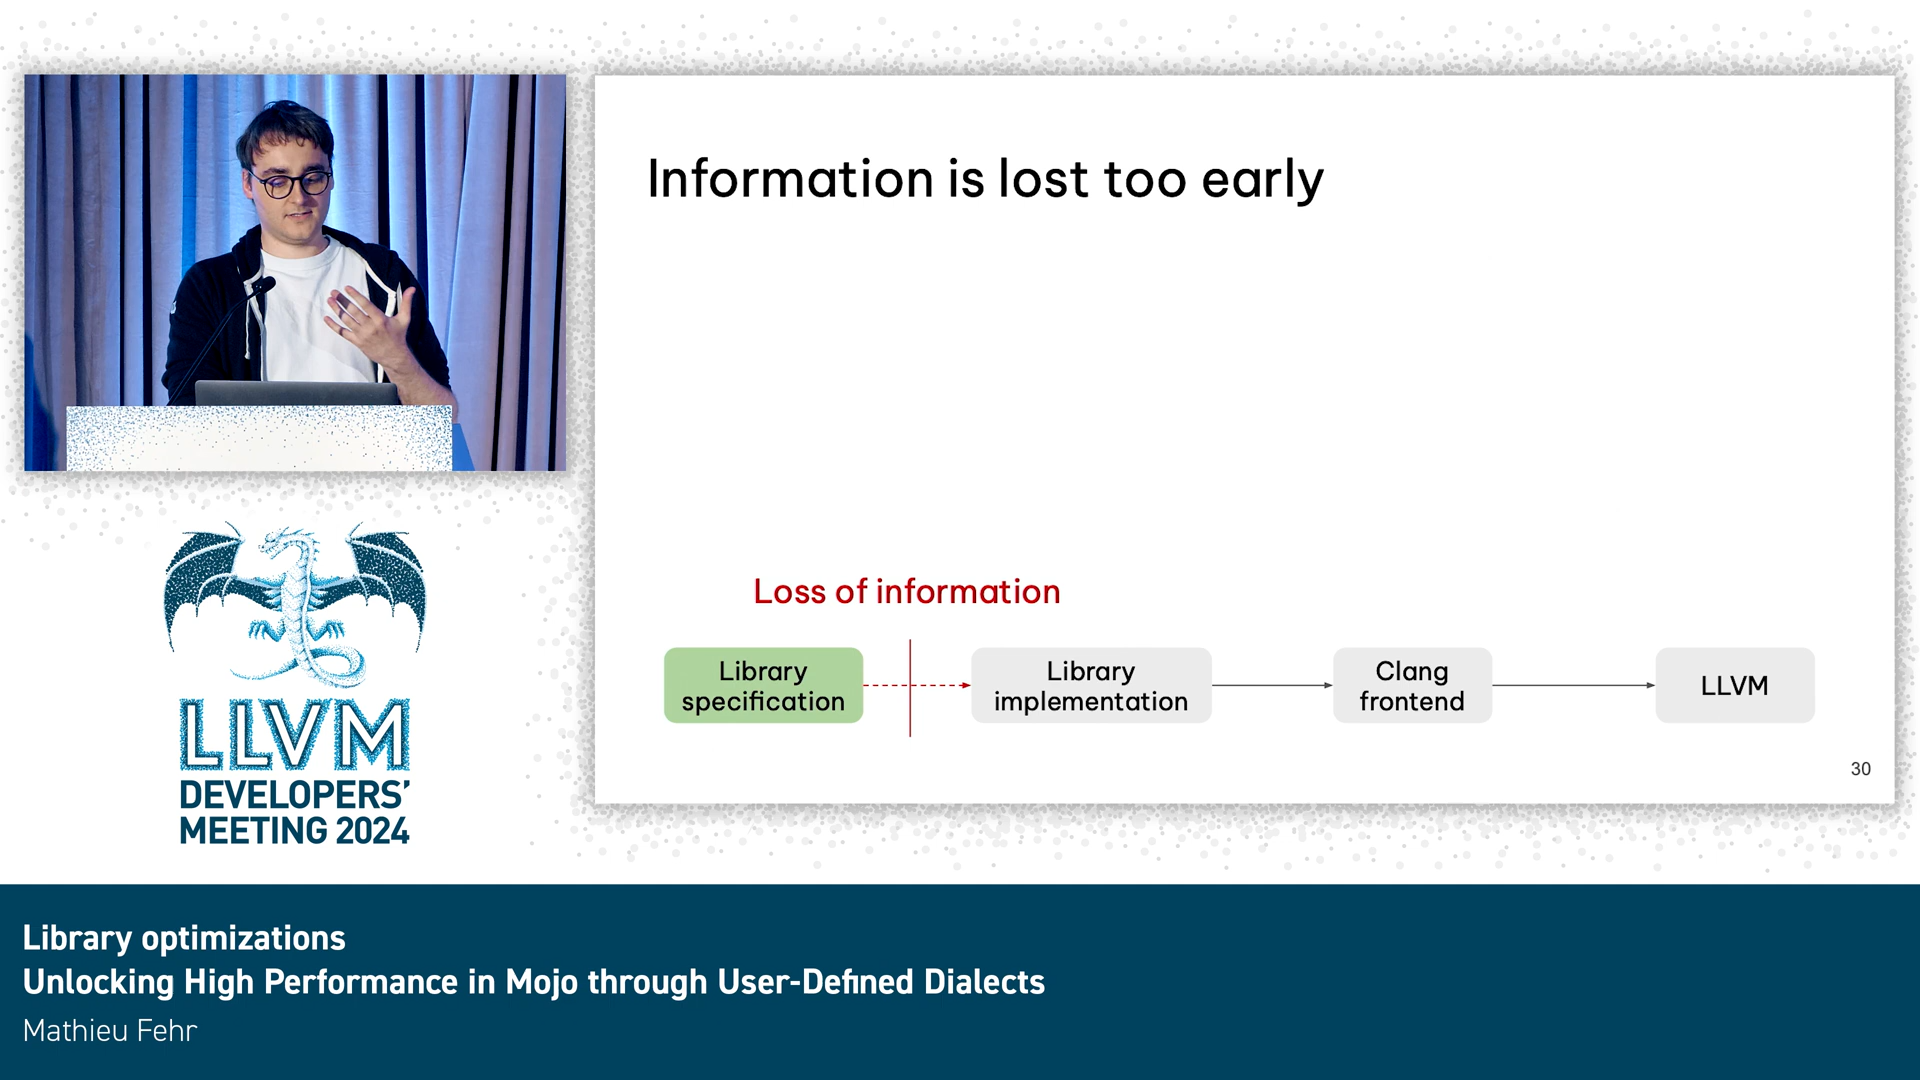 Information is lost too early
Loss of information
Library
specification
Library
implementation
Clang
frontend
LLVM
30
LLVM
DEVELOPERS'
MEETING 2024
Library optimizations
Unlocking High Performance in Mojo through User-Defined Dialects
Mathieu Fehr